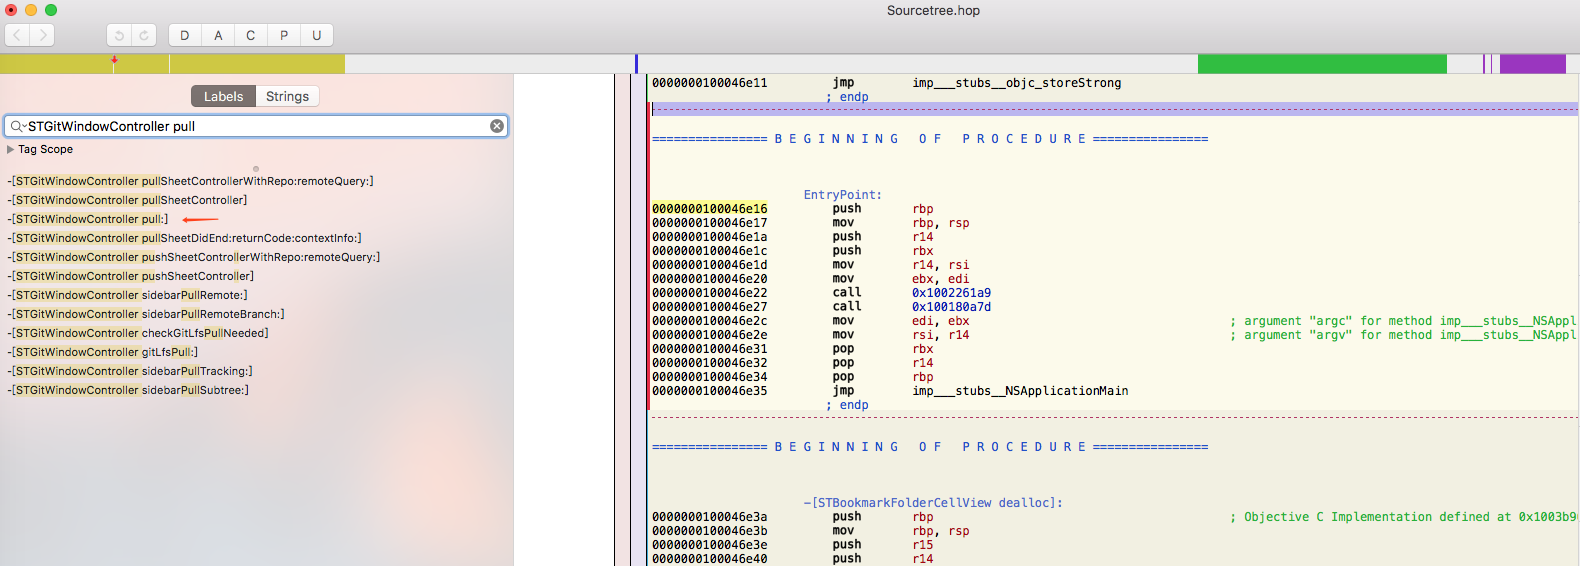 Sourcetree.hop
D A C P U
Labels Strings
STGitWindowController pull
Tag Scope
-[STGitWindowController pullSheetControllerWithRepo:remoteQuery:]
-[STGitWindowController pullSheetController]
-[STGitWindowController pull:]
-[STGitWindowController pullSheetDidEnd:returnCode:contextInfo:]
-[STGitWindowController pushSheetControllerWithRepo:remoteQuery:]
-[STGitWindowController pushSheetController]
-[STGitWindowController sidebarPullRemote:]
-[STGitWindowController sidebarPullRemoteBranch:]
-[STGitWindowController checkGitLfsPullNeeded]
-[STGitWindowController gitLfsPull:]
-[STGitWindowController sidebarPullTracking:]
-[STGitWindowController sidebarPullSubtree:]
0000000100046e11 jmp imp___stubs__objc_storeStrong
; endp
================ B E G I N N I N G   O F   P R O C E D U R E ================
EntryPoint:
0000000100046e16 push rbp
0000000100046e17 mov rbp, rsp
0000000100046e1a push r14
0000000100046e1c push rbx
0000000100046e1d mov r14, rsi
0000000100046e20 mov ebx, edi
0000000100046e22 call 0x1002261a9
0000000100046e27 call 0x100180a7d
0000000100046e2c mov edi, ebx ; argument "argc" for method imp___stubs__NSAppl
0000000100046e2e mov rsi, r14 ; argument "argv" for method imp___stubs__NSAppl
0000000100046e31 pop rbx
0000000100046e32 pop r14
0000000100046e34 pop rbp
0000000100046e35 jmp imp___stubs__NSApplicationMain
; endp
================ B E G I N N I N G   O F   P R O C E D U R E ================
-[STBookmarkFolderCellView dealloc]:
0000000100046e3a push rbp ; Objective C Implementation defined at 0x1003b9
0000000100046e3b mov rbp, rsp
0000000100046e3e push r15
0000000100046e40 push r14